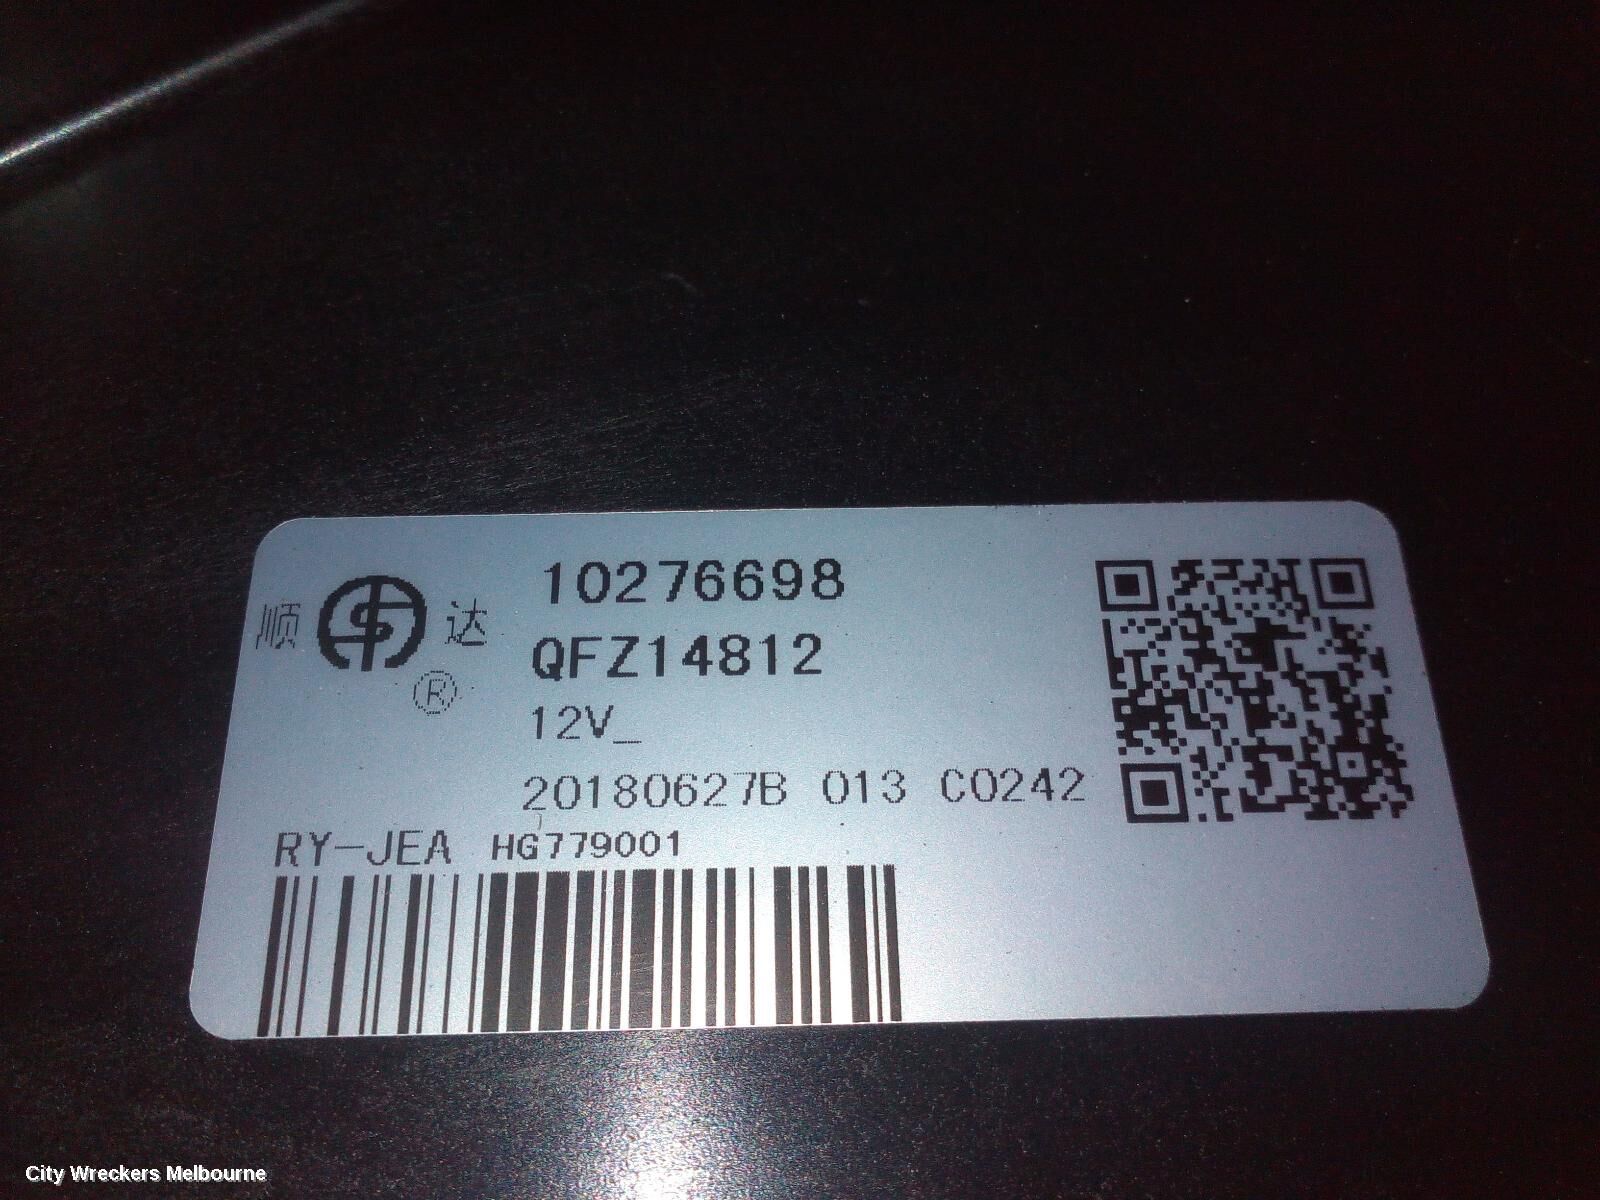 10276698
顺 达
®
QFZ14812
12V_
20180627B 013 C0242
RY-JEA HG779001
City Wreckers Melbourne